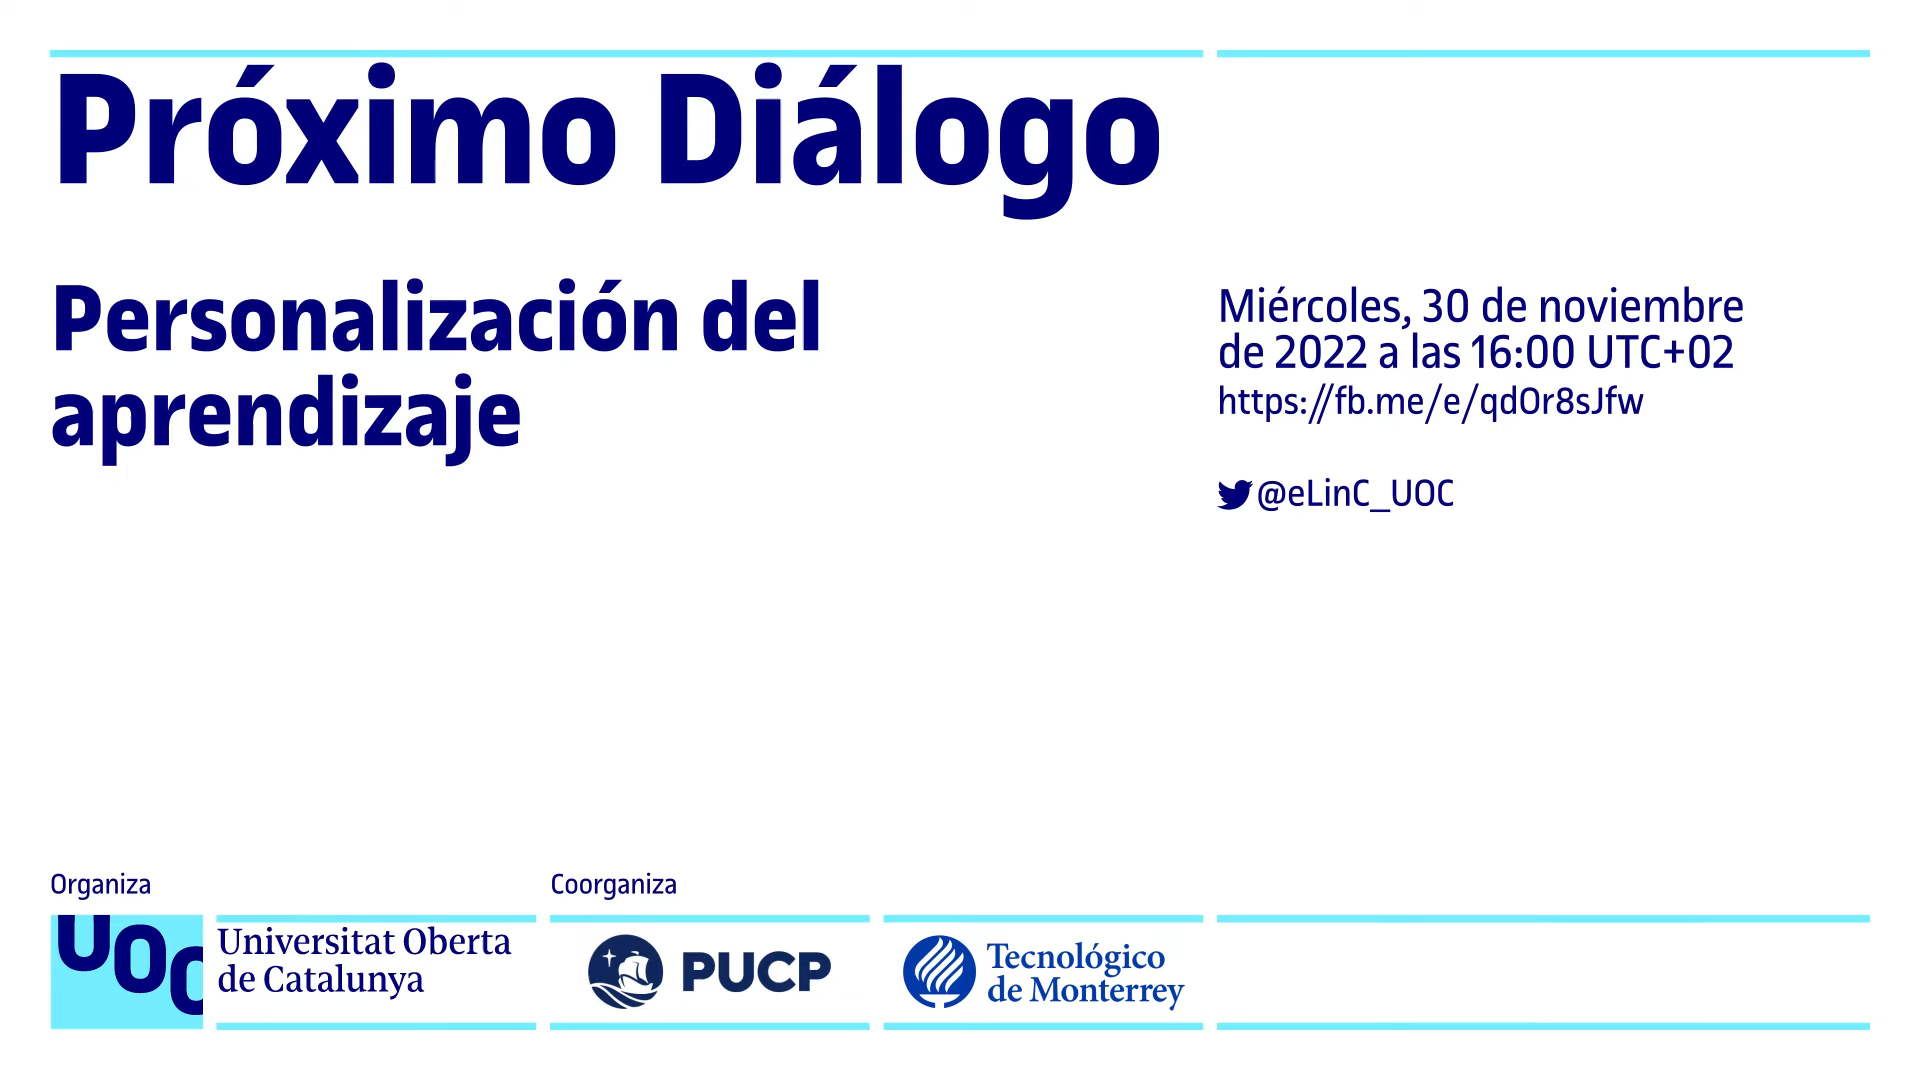 Próximo Diálogo
Personalización del
aprendizaje
Miércoles, 30 de noviembre
de 2022 a las 16:00 UTC+02
https://fb.me/e/qdOr8sJfw
@eLinC_UOC
Organiza
Coorganiza
UOC
Universitat Oberta
de Catalunya
PUCP
Tecnológico
de Monterrey